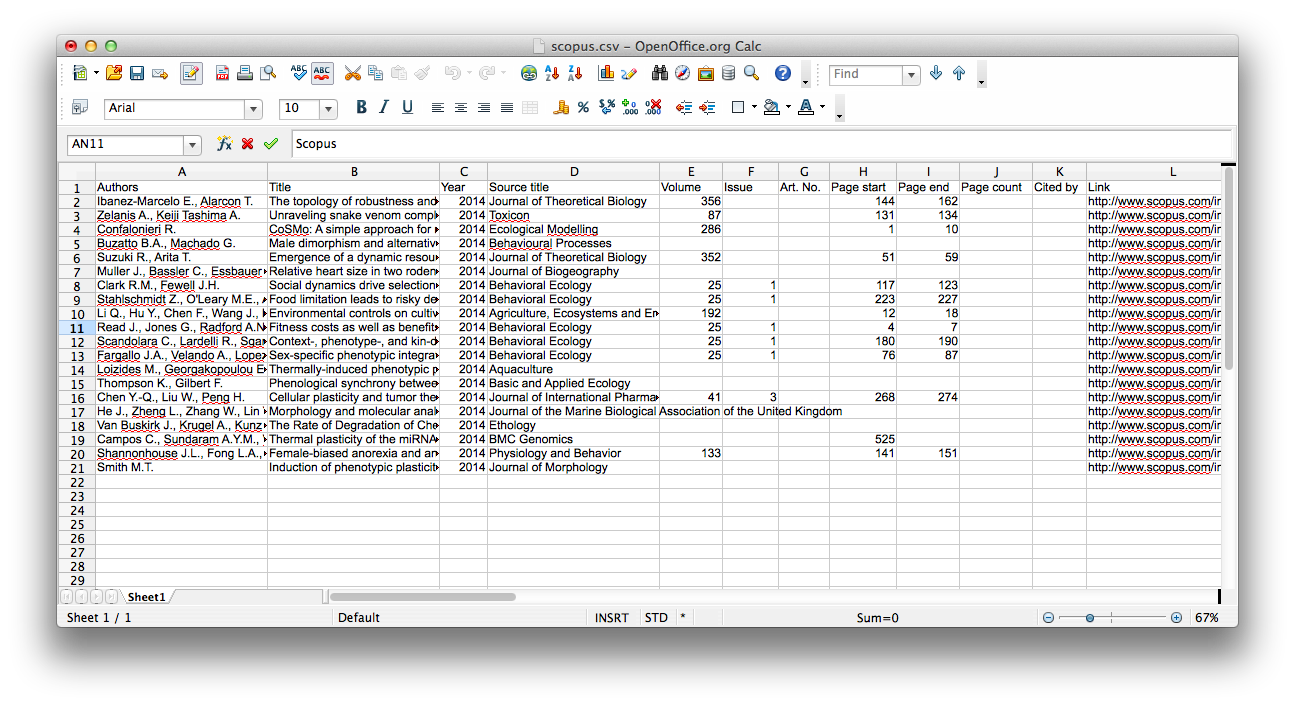 scopus.csv – OpenOffice.org Calc
ABC ABC Find
Arial 10 B I U
AN11 Scopus
A B C D E F G H I J K L
1 Authors Title Year Source title Volume Issue Art. No. Page start Page end Page count Cited by Link
2 Ibanez-Marcelo E., Alarcon T. The topology of robustness and 2014 Journal of Theoretical Biology 356 144 162 http://www.scopus.com/in
3 Zelanis A., Keiji Tashima A. Unraveling snake venom compl 2014 Toxicon 87 131 134 http://www.scopus.com/in
4 Confalonieri R. CoSMo: A simple approach for 2014 Ecological Modelling 286 1 10 http://www.scopus.com/in
5 Buzatto B.A., Machado G. Male dimorphism and alternativ 2014 Behavioural Processes http://www.scopus.com/in
6 Suzuki R., Arita T. Emergence of a dynamic resou 2014 Journal of Theoretical Biology 352 51 59 http://www.scopus.com/in
7 Muller J., Bassler C., Essbauer Relative heart size in two roden 2014 Journal of Biogeography http://www.scopus.com/in
8 Clark R.M., Fewell J.H. Social dynamics drive selection 2014 Behavioral Ecology 25 1 117 123 http://www.scopus.com/in
9 Stahlschmidt Z., O'Leary M.E., Food limitation leads to risky de 2014 Behavioral Ecology 25 1 223 227 http://www.scopus.com/in
10 Li Q., Hu Y., Chen F., Wang J., Environmental controls on cultiv 2014 Agriculture, Ecosystems and En 192 12 18 http://www.scopus.com/in
11 Read J., Jones G., Radford A.N Fitness costs as well as benefit 2014 Behavioral Ecology 25 1 4 7 http://www.scopus.com/in
12 Scandolara C., Lardelli R., Sgar Context-, phenotype-, and kin-d 2014 Behavioral Ecology 25 1 180 190 http://www.scopus.com/in
13 Fargallo J.A., Velando A., Lopez Sex-specific phenotypic integra 2014 Behavioral Ecology 25 1 76 87 http://www.scopus.com/in
14 Loizides M., Georgakopoulou E Thermally-induced phenotypic p 2014 Aquaculture http://www.scopus.com/in
15 Thompson K., Gilbert F. Phenological synchrony betwee 2014 Basic and Applied Ecology http://www.scopus.com/in
16 Chen Y.-Q., Liu W., Peng H. Cellular plasticity and tumor the 2014 Journal of International Pharma 41 3 268 274 http://www.scopus.com/in
17 He J., Zheng L., Zhang W., Lin Morphology and molecular anal 2014 Journal of the Marine Biological Association of the United Kingdom http://www.scopus.com/in
18 Van Buskirk J., Krugel A., Kunz The Rate of Degradation of Che 2014 Ethology http://www.scopus.com/in
19 Campos C., Sundaram A.Y.M., Thermal plasticity of the miRNA 2014 BMC Genomics 525 http://www.scopus.com/in
20 Shannonhouse J.L., Fong L.A., Female-biased anorexia and an 2014 Physiology and Behavior 133 141 151 http://www.scopus.com/in
21 Smith M.T. Induction of phenotypic plasticit 2014 Journal of Morphology http://www.scopus.com/in
22
23
24
25
26
27
28
29
Sheet1
Sheet 1 / 1 Default INSRT STD * Sum=0 67%